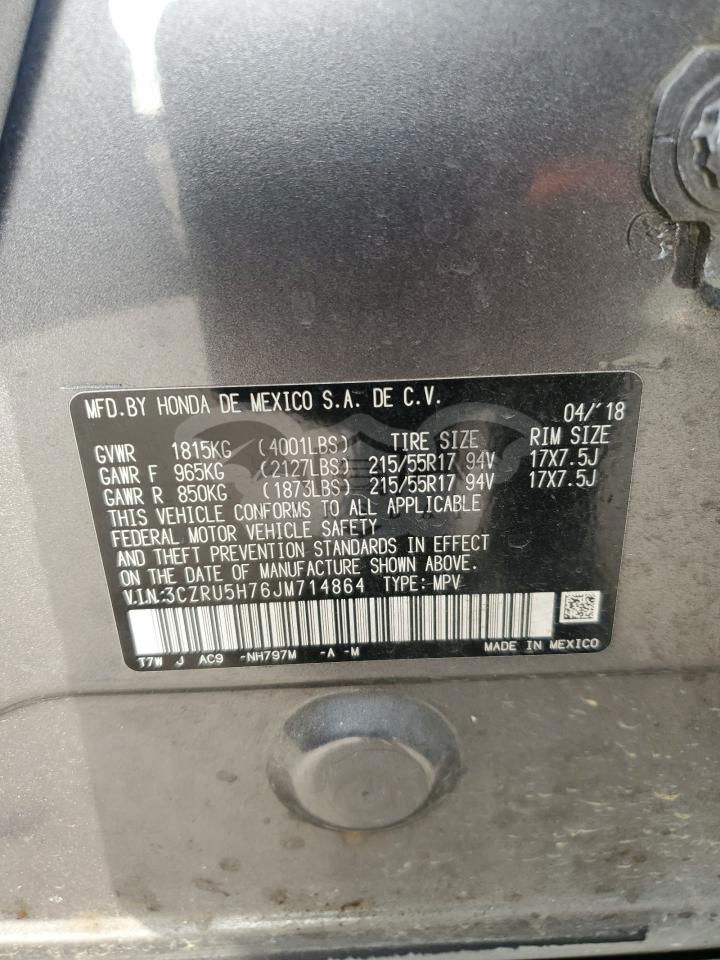 MFD.BY HONDA DE MEXICO S.A. DE C.V. 04/'18
GVWR 1815KG (4001LBS) TIRE SIZE RIM SIZE
GAWR F 965KG (2127LBS) 215/55R17 94V 17X7.5J
GAWR R 850KG (1873LBS) 215/55R17 94V 17X7.5J
THIS VEHICLE CONFORMS TO ALL APPLICABLE
FEDERAL MOTOR VEHICLE SAFETY
AND THEFT PREVENTION STANDARDS IN EFFECT
ON THE DATE OF MANUFACTURE SHOWN ABOVE.
V.I.N.:3CZRU5H76JM714864 TYPE: MPV
T7W J AC9 -NH797M -A -M MADE IN MEXICO